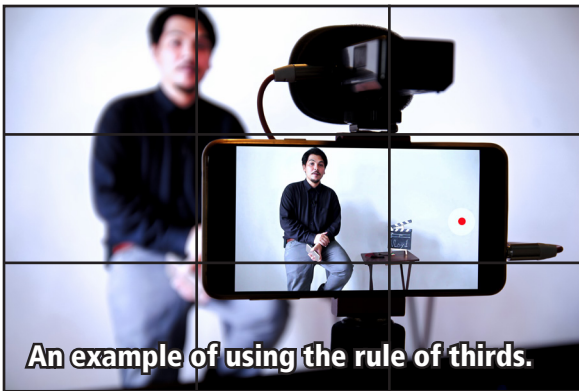 An example of using the rule of thirds.